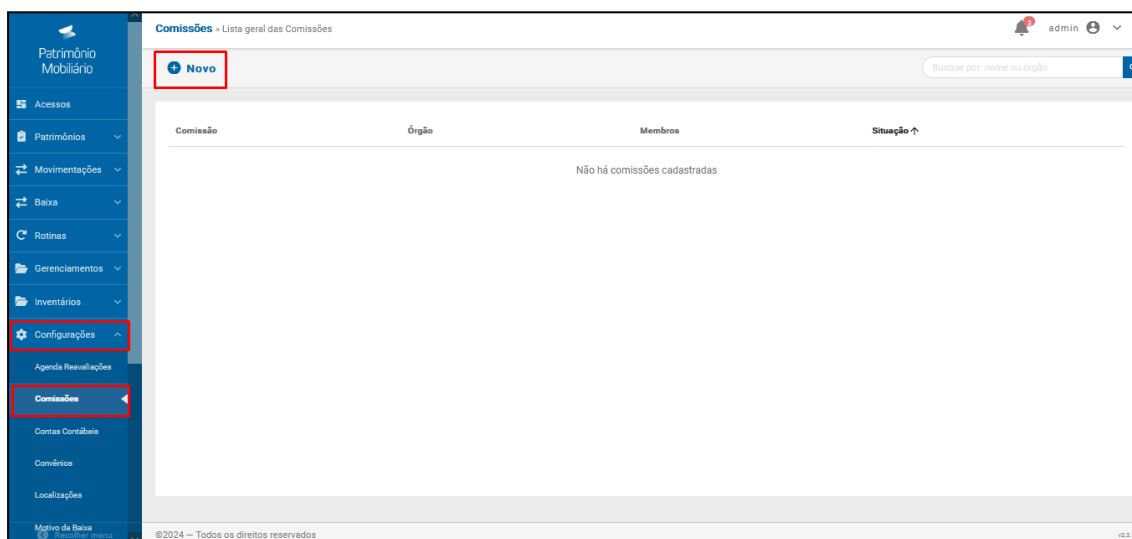 Patrimônio
Mobiliário
Acessos
Patrimônios
Movimentações
Baixa
Rotinas
Gerenciamentos
Inventários
Configurações
Agenda Reavaliações
Comissões
Contas Contábeis
Convênios
Localizações
Motivo da Baixa
Recolher menu
Comissões » Lista geral das Comissões
3
admin
Novo
Busque por: nome ou órgão
Comissão Órgão Membros Situação
Não há comissões cadastradas
©2024 — Todos os direitos reservados